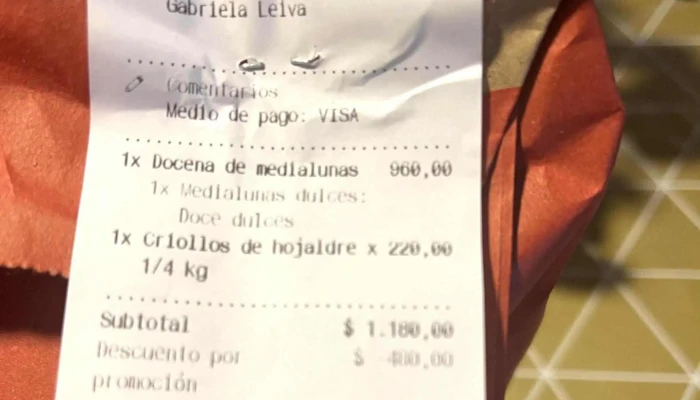 Gabriela Leiva
Comentarios
Medio de pago: VISA
1x Docena de medialunas 960,00
1x Medialunas dulces:
Doce dulces
1x Criollos de hojaldre x 220,00
1/4 kg
Subtotal $ 1.180,00
Descuento por $ 480,00
promoción